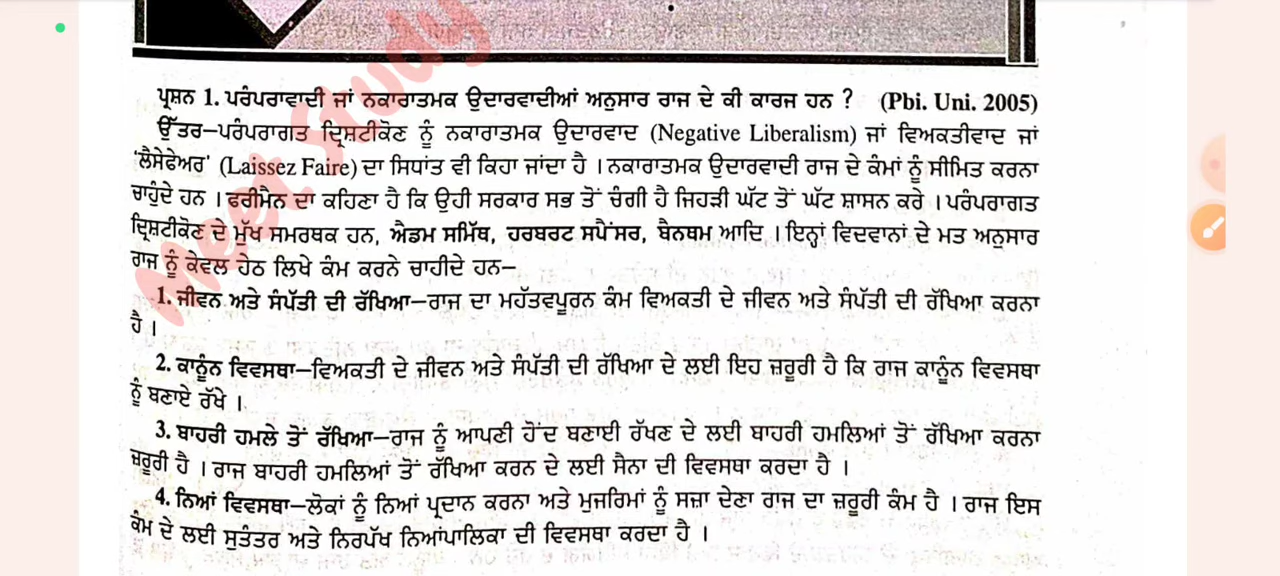 ਪ੍ਰਸ਼ਨ 1. ਪਰੰਪਰਾਵਾਦੀ ਜਾਂ ਨਕਾਰਾਤਮਕ ਉਦਾਰਵਾਦੀਆਂ ਅਨੁਸਾਰ ਰਾਜ ਦੇ ਕੀ ਕਾਰਜ ਹਨ ? (Pbi. Uni. 2005)
ਉੱਤਰ–ਪਰੰਪਰਾਗਤ ਦ੍ਰਿਸ਼ਟੀਕੋਣ ਨੂੰ ਨਕਾਰਾਤਮਕ ਉਦਾਰਵਾਦ (Negative Liberalism) ਜਾਂ ਵਿਅਕਤੀਵਾਦ ਜਾਂ
'ਲੈਸੇਫੇਅਰ' (Laissez Faire) ਦਾ ਸਿਧਾਂਤ ਵੀ ਕਿਹਾ ਜਾਂਦਾ ਹੈ । ਨਕਾਰਾਤਮਕ ਉਦਾਰਵਾਦੀ ਰਾਜ ਦੇ ਕੰਮਾਂ ਨੂੰ ਸੀਮਿਤ ਕਰਨਾ
ਚਾਹੁੰਦੇ ਹਨ । ਫਰੀਮੈਨ ਦਾ ਕਹਿਣਾ ਹੈ ਕਿ ਉਹੀ ਸਰਕਾਰ ਸਭ ਤੋਂ ਚੰਗੀ ਹੈ ਜਿਹੜੀ ਘੱਟ ਤੋਂ ਘੱਟ ਸ਼ਾਸਨ ਕਰੇ । ਪਰੰਪਰਾਗਤ
ਦ੍ਰਿਸ਼ਟੀਕੋਣ ਦੇ ਮੁੱਖ ਸਮਰਥਕ ਹਨ, ਐਡਮ ਸਮਿੱਥ, ਹਰਬਰਟ ਸਪੈਂਸਰ, ਬੈਨਥਮ ਆਦਿ । ਇਨ੍ਹਾਂ ਵਿਦਵਾਨਾਂ ਦੇ ਮਤ ਅਨੁਸਾਰ
ਰਾਜ ਨੂੰ ਕੇਵਲ ਹੇਠ ਲਿਖੇ ਕੰਮ ਕਰਨੇ ਚਾਹੀਦੇ ਹਨ–
1. ਜੀਵਨ ਅਤੇ ਸੰਪੱਤੀ ਦੀ ਰੱਖਿਆ–ਰਾਜ ਦਾ ਮਹੱਤਵਪੂਰਨ ਕੰਮ ਵਿਅਕਤੀ ਦੇ ਜੀਵਨ ਅਤੇ ਸੰਪੱਤੀ ਦੀ ਰੱਖਿਆ ਕਰਨਾ
ਹੈ ।
2. ਕਾਨੂੰਨ ਵਿਵਸਥਾ–ਵਿਅਕਤੀ ਦੇ ਜੀਵਨ ਅਤੇ ਸੰਪੱਤੀ ਦੀ ਰੱਖਿਆ ਦੇ ਲਈ ਇਹ ਜ਼ਰੂਰੀ ਹੈ ਕਿ ਰਾਜ ਕਾਨੂੰਨ ਵਿਵਸਥਾ
ਨੂੰ ਬਣਾਏ ਰੱਖੇ ।
3. ਬਾਹਰੀ ਹਮਲੇ ਤੋਂ ਰੱਖਿਆ–ਰਾਜ ਨੂੰ ਆਪਣੀ ਹੋਂਦ ਬਣਾਈ ਰੱਖਣ ਦੇ ਲਈ ਬਾਹਰੀ ਹਮਲਿਆਂ ਤੋਂ ਰੱਖਿਆ ਕਰਨਾ
ਜ਼ਰੂਰੀ ਹੈ । ਰਾਜ ਬਾਹਰੀ ਹਮਲਿਆਂ ਤੋਂ ਰੱਖਿਆ ਕਰਨ ਦੇ ਲਈ ਸੈਨਾ ਦੀ ਵਿਵਸਥਾ ਕਰਦਾ ਹੈ ।
4. ਨਿਆਂ ਵਿਵਸਥਾ–ਲੋਕਾਂ ਨੂੰ ਨਿਆਂ ਪ੍ਰਦਾਨ ਕਰਨਾ ਅਤੇ ਮੁਜਰਿਮਾਂ ਨੂੰ ਸਜ਼ਾ ਦੇਣਾ ਰਾਜ ਦਾ ਜ਼ਰੂਰੀ ਕੰਮ ਹੈ । ਰਾਜ ਇਸ
ਕੰਮ ਦੇ ਲਈ ਸੁਤੰਤਰ ਅਤੇ ਨਿਰਪੱਖ ਨਿਆਂਪਾਲਿਕਾ ਦੀ ਵਿਵਸਥਾ ਕਰਦਾ ਹੈ ।
Meet Study